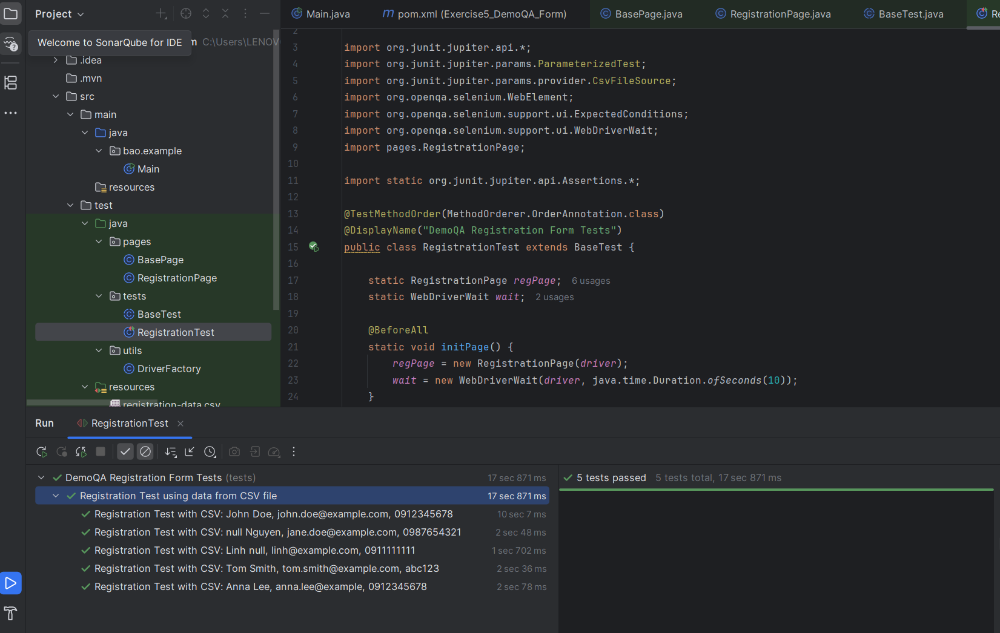 Project
Main.java
pom.xml (Exercise5_DemoQA_Form)
BasePage.java
RegistrationPage.java
BaseTest.java
Re
Welcome to SonarQube for IDE
m C:\Users\LENOV
.idea
.mvn
src
main
java
bao.example
Main
resources
test
java
pages
BasePage
RegistrationPage
tests
BaseTest
RegistrationTest
utils
DriverFactory
resources
registration-data.csv
2
3 import org.junit.jupiter.api.*;
4 import org.junit.jupiter.params.ParameterizedTest;
5 import org.junit.jupiter.params.provider.CsvFileSource;
6 import org.openqa.selenium.WebElement;
7 import org.openqa.selenium.support.ui.ExpectedConditions;
8 import org.openqa.selenium.support.ui.WebDriverWait;
9 import pages.RegistrationPage;
10
11 import static org.junit.jupiter.api.Assertions.*;
12
13 @TestMethodOrder(MethodOrderer.OrderAnnotation.class)
14 @DisplayName("DemoQA Registration Form Tests")
15 public class RegistrationTest extends BaseTest {
16
17 static RegistrationPage regPage; 6 usages
18 static WebDriverWait wait; 2 usages
19
20 @BeforeAll
21 static void initPage() {
22 regPage = new RegistrationPage(driver);
23 wait = new WebDriverWait(driver, java.time.Duration.ofSeconds(10));
24 }
Run RegistrationTest
DemoQA Registration Form Tests (tests) 17 sec 871 ms
Registration Test using data from CSV file 17 sec 871 ms
Registration Test with CSV: John Doe, john.doe@example.com, 0912345678 10 sec 7 ms
Registration Test with CSV: null Nguyen, jane.doe@example.com, 0987654321 2 sec 48 ms
Registration Test with CSV: Linh null, linh@example.com, 0911111111 1 sec 702 ms
Registration Test with CSV: Tom Smith, tom.smith@example.com, abc123 2 sec 36 ms
Registration Test with CSV: Anna Lee, anna.lee@example, 0912345678 2 sec 78 ms
5 tests passed 5 tests total, 17 sec 871 ms